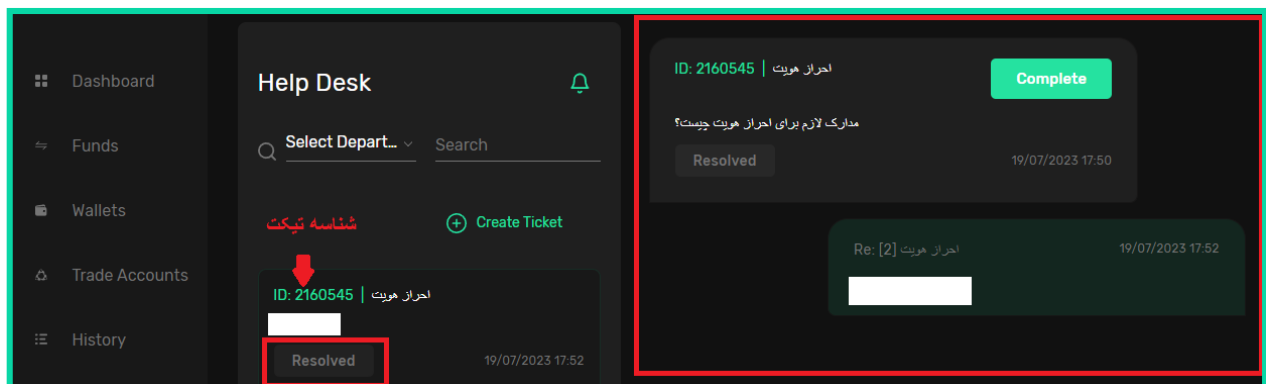 Dashboard
Funds
Wallets
Trade Accounts
History
Help Desk
Select Depart...
Search
شناسه تیکت
Create Ticket
ID: 2160545 | احراز هویت
Resolved
19/07/2023 17:52
ID: 2160545 | احراز هویت
Complete
مدارک لازم برای احراز هویت چیست؟
Resolved
19/07/2023 17:50
Re: [2] احراز هویت
19/07/2023 17:52